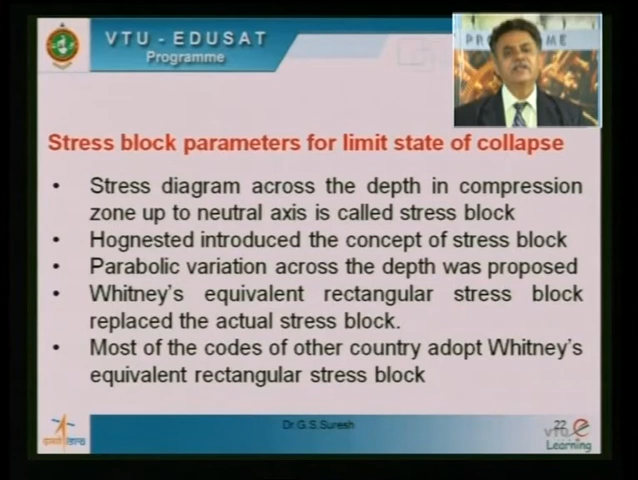 VTU - EDUSAT
Programme
Stress block parameters for limit state of collapse
• Stress diagram across the depth in compression
zone up to neutral axis is called stress block
• Hognested introduced the concept of stress block
• Parabolic variation across the depth was proposed
• Whitney's equivalent rectangular stress block
replaced the actual stress block.
• Most of the codes of other country adopt Whitney's
equivalent rectangular stress block
Dr.G.S.Suresh
22
VTU e
Learning